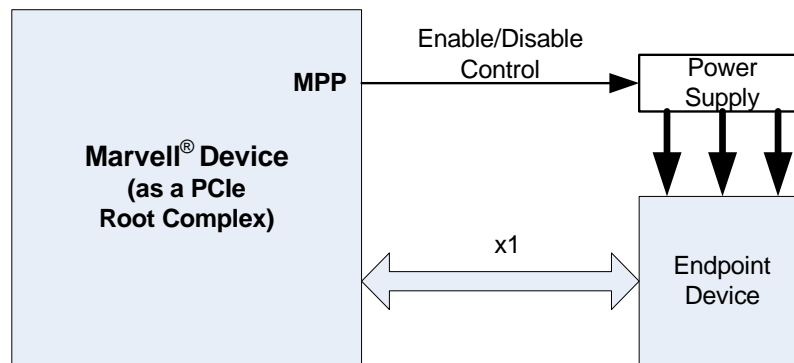 Enable/Disable
Control
MPP
Power
Supply
Marvell® Device
(as a PCIe
Root Complex)
x1
Endpoint
Device